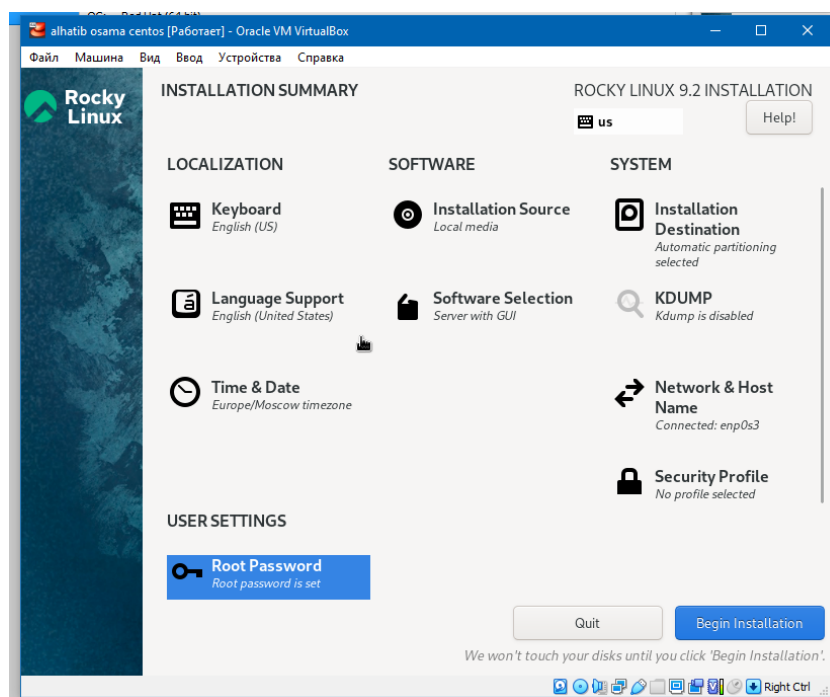 alhatib osama centos [Работает] - Oracle VM VirtualBox
Файл Машина Вид Ввод Устройства Справка
Rocky
Linux
INSTALLATION SUMMARY
ROCKY LINUX 9.2 INSTALLATION
us
Help!
LOCALIZATION
Keyboard
English (US)
Language Support
English (United States)
Time & Date
Europe/Moscow timezone
SOFTWARE
Installation Source
Local media
Software Selection
Server with GUI
SYSTEM
Installation
Destination
Automatic partitioning
selected
KDUMP
Kdump is disabled
Network & Host
Name
Connected: enp0s3
Security Profile
No profile selected
USER SETTINGS
Root Password
Root password is set
Quit
Begin Installation
We won't touch your disks until you click 'Begin Installation'.
Right Ctrl